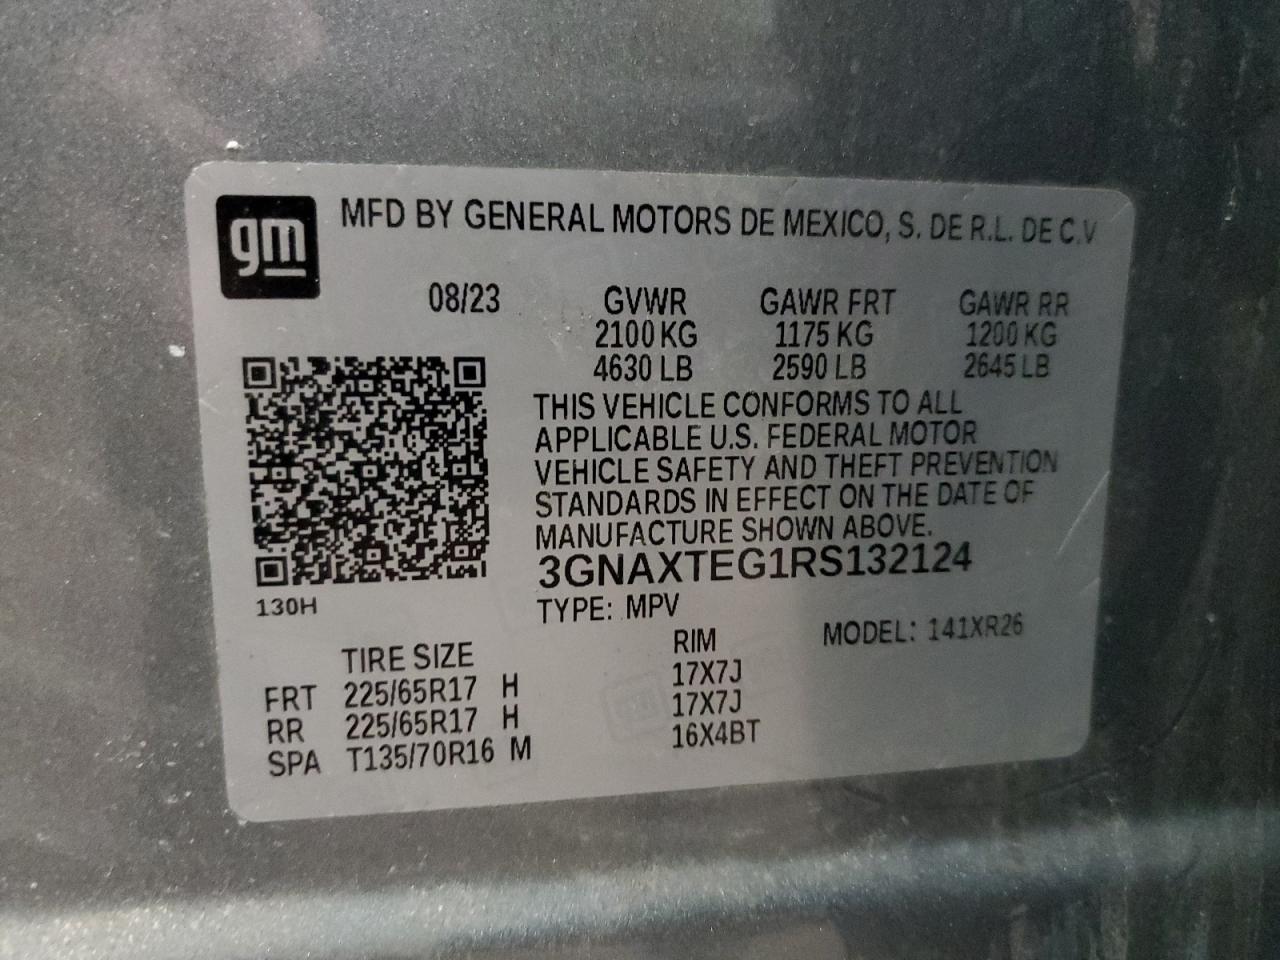 gm
MFD BY GENERAL MOTORS DE MEXICO, S. DE R.L. DE C.V
08/23
GVWR GAWR FRT GAWR RR
2100 KG 1175 KG 1200 KG
4630 LB 2590 LB 2645 LB
THIS VEHICLE CONFORMS TO ALL
APPLICABLE U.S. FEDERAL MOTOR
VEHICLE SAFETY AND THEFT PREVENTION
STANDARDS IN EFFECT ON THE DATE OF
MANUFACTURE SHOWN ABOVE.
3GNAXTEG1RS132124
130H
TYPE: MPV
MODEL: 141XR26
TIRE SIZE RIM
FRT 225/65R17 H 17X7J
RR 225/65R17 H 17X7J
SPA T135/70R16 M 16X4BT